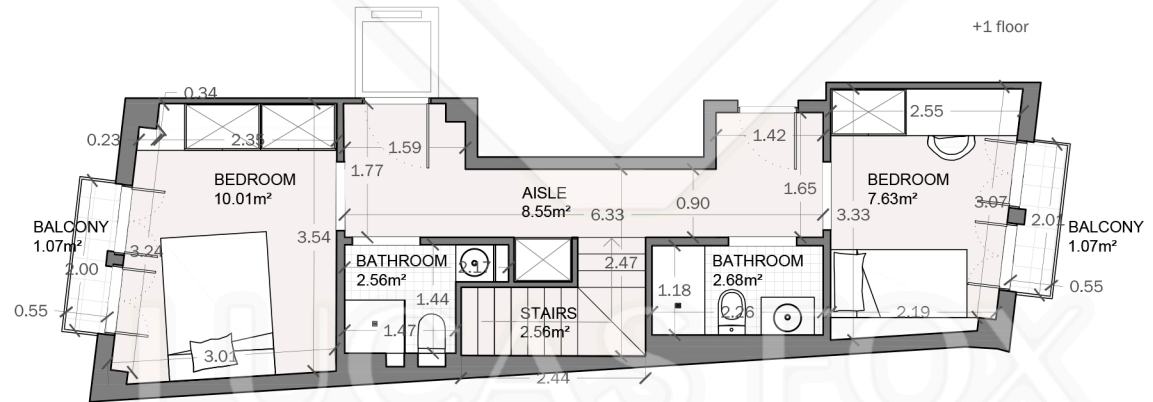 +1 floor
0.34
0.23
2.35
1.59
1.77
1.42
2.55
BEDROOM
10.01m²
AISLE
8.55m²
6.33
0.90
1.65
BEDROOM
7.63m²
3.33
3.07
2.01
BALCONY
1.07m²
2.00
3.24
3.54
BALCONY
1.07m²
BATHROOM
2.56m²
2.17
2.47
BATHROOM
2.68m²
0.55
1.44
1.47
STAIRS
2.56m²
1.18
2.26
2.19
0.55
3.01
2.44
LUCAS FOX